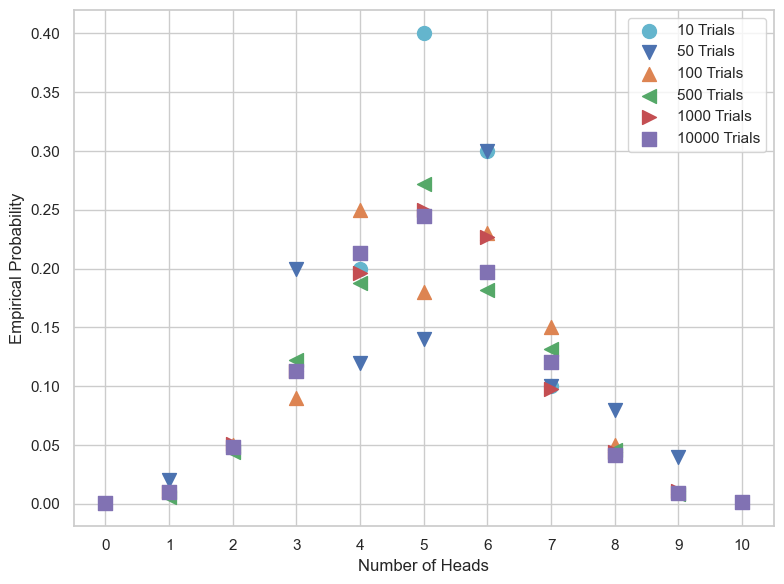 0.40
0.35
0.30
0.25
0.20
0.15
0.10
0.05
0.00
Empirical Probability
10 Trials
50 Trials
100 Trials
500 Trials
1000 Trials
10000 Trials
0 1 2 3 4 5 6 7 8 9 10
Number of Heads